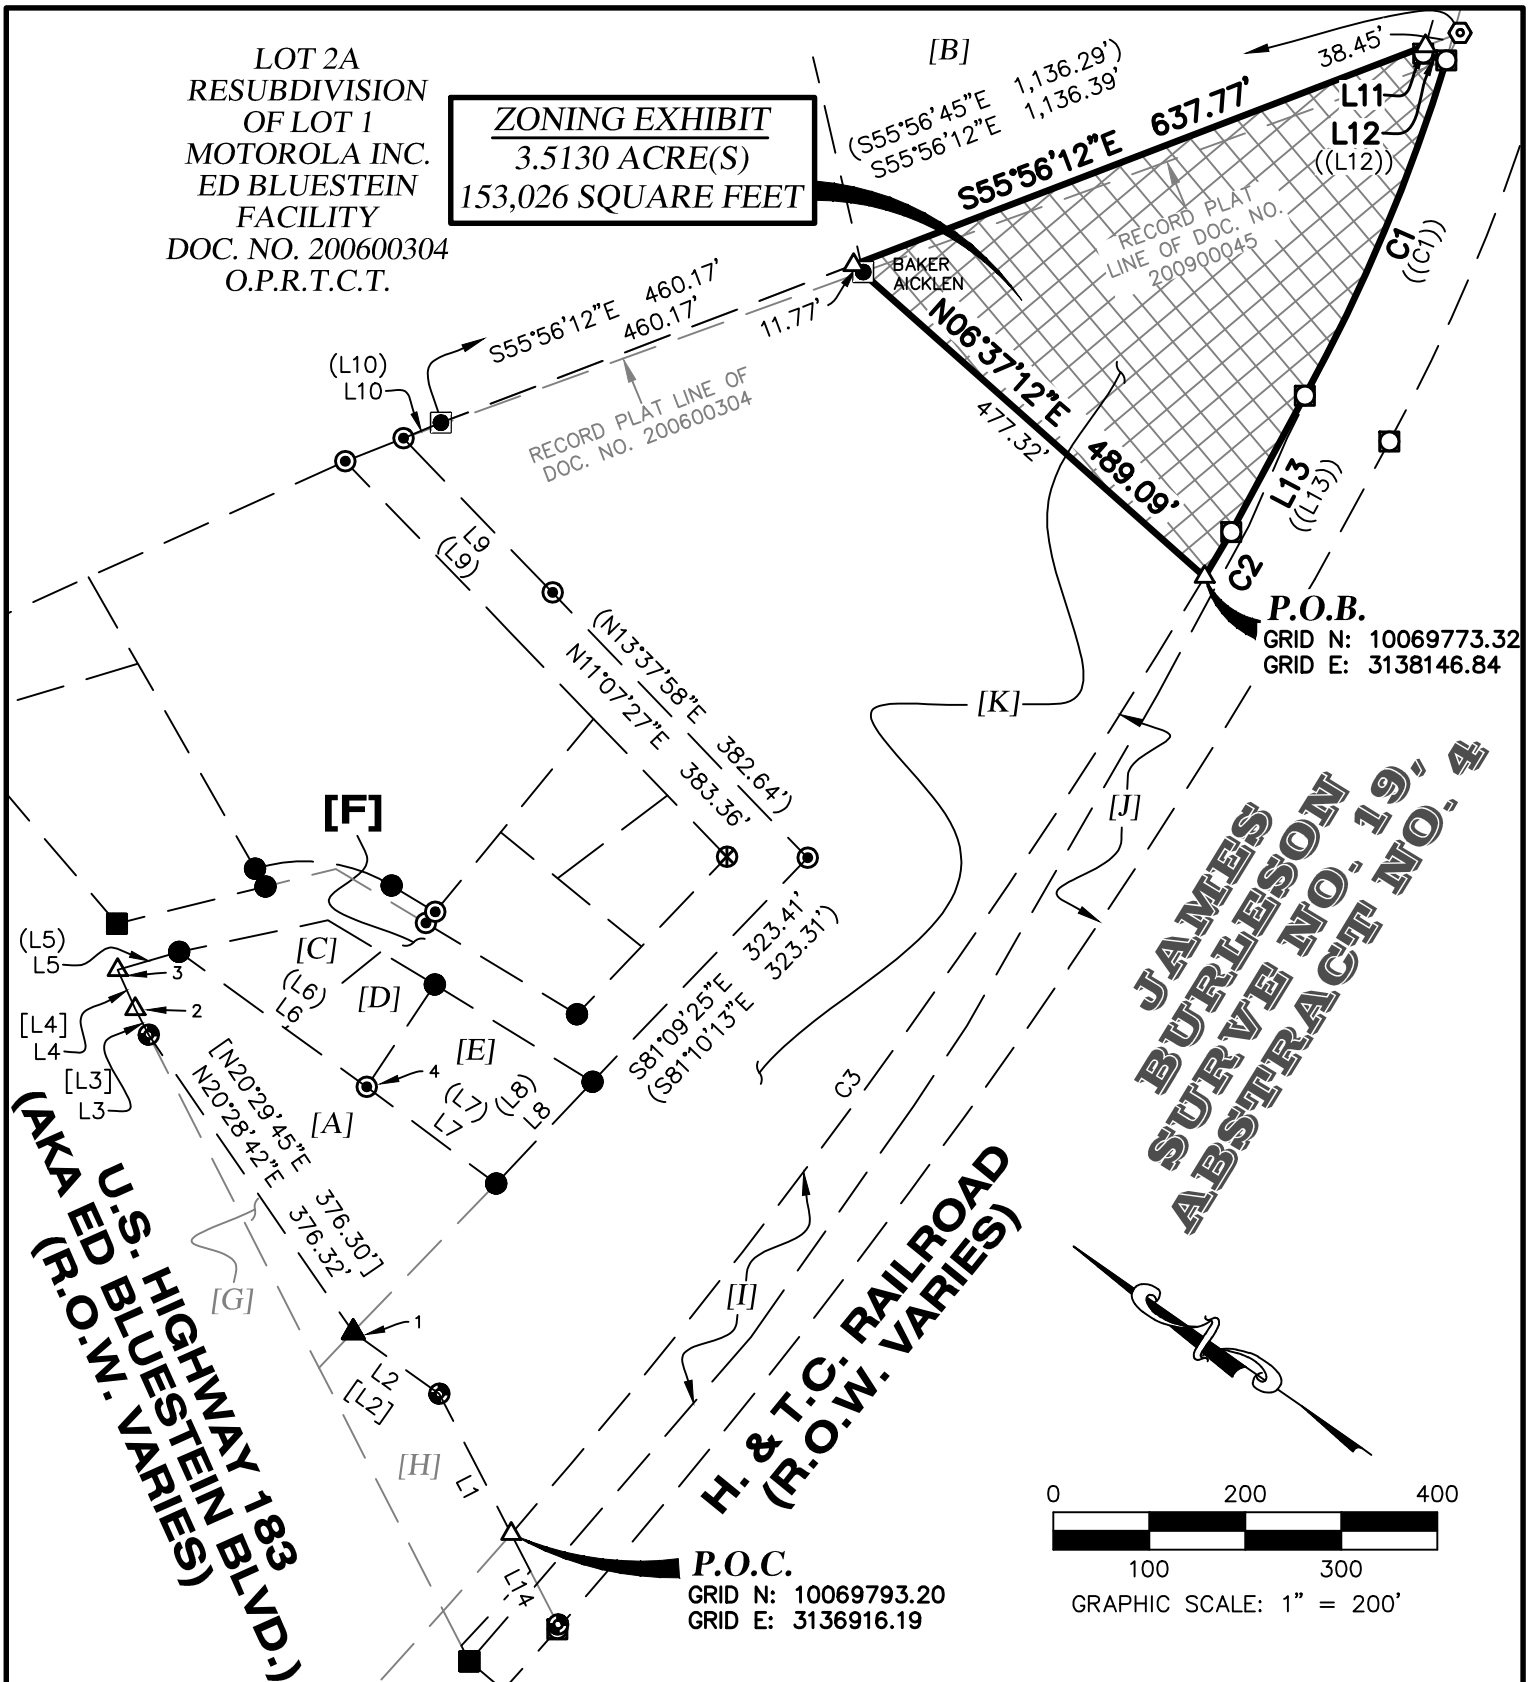 LOT 2A
RESUBDIVISION
OF LOT 1
MOTOROLA INC.
ED BLUESTEIN
FACILITY
DOC. NO. 200600304
O.P.R.T.C.T.
ZONING EXHIBIT
3.5130 ACRE(S)
153,026 SQUARE FEET
[B]
38.45'
(S55°56'45"E 1,136.29')
S55°56'12"E 1,136.39'
S55°56'12"E 637.77'
L11
L12
((L12))
RECORD PLAT
LINE OF DOC. NO.
200900045
C1
((C1))
BAKER
AICKLEN
11.77'
S55°56'12"E 460.17'
460.17'
(L10)
L10
RECORD PLAT LINE OF
DOC. NO. 200600304
N06°37'12"E 489.09'
477.32'
L13
((L13))
C2
P.O.B.
GRID N: 10069773.32
GRID E: 3138146.84
L9
(L9)
(N13°37'58"E 382.64')
N11°07'27"E 383.36'
[K]
[J]
JAMES
BURLESON
SURVE NO. 19,
ABSTRACT NO. 4
[F]
(L5)
L5
3
[C]
(L6)
L6
[D]
2
[L4]
L4
[L3]
L3
[E]
4
(L7)
L7
(L8)
L8
S81°09'25"E 323.41'
(S81°10'13"E 323.31')
[A]
[N20°29'45"E 376.30']
N20°28'42"E 376.32'
C3
U.S. HIGHWAY 183
(AKA ED BLUESTEIN BLVD.)
(R.O.W. VARIES)
[G]
[I]
H. & T.C. RAILROAD
(R.O.W. VARIES)
1
L2
[L2]
[H]
L1
L14
P.O.C.
GRID N: 10069793.20
GRID E: 3136916.19
0 200 400
100 300
GRAPHIC SCALE: 1" = 200'